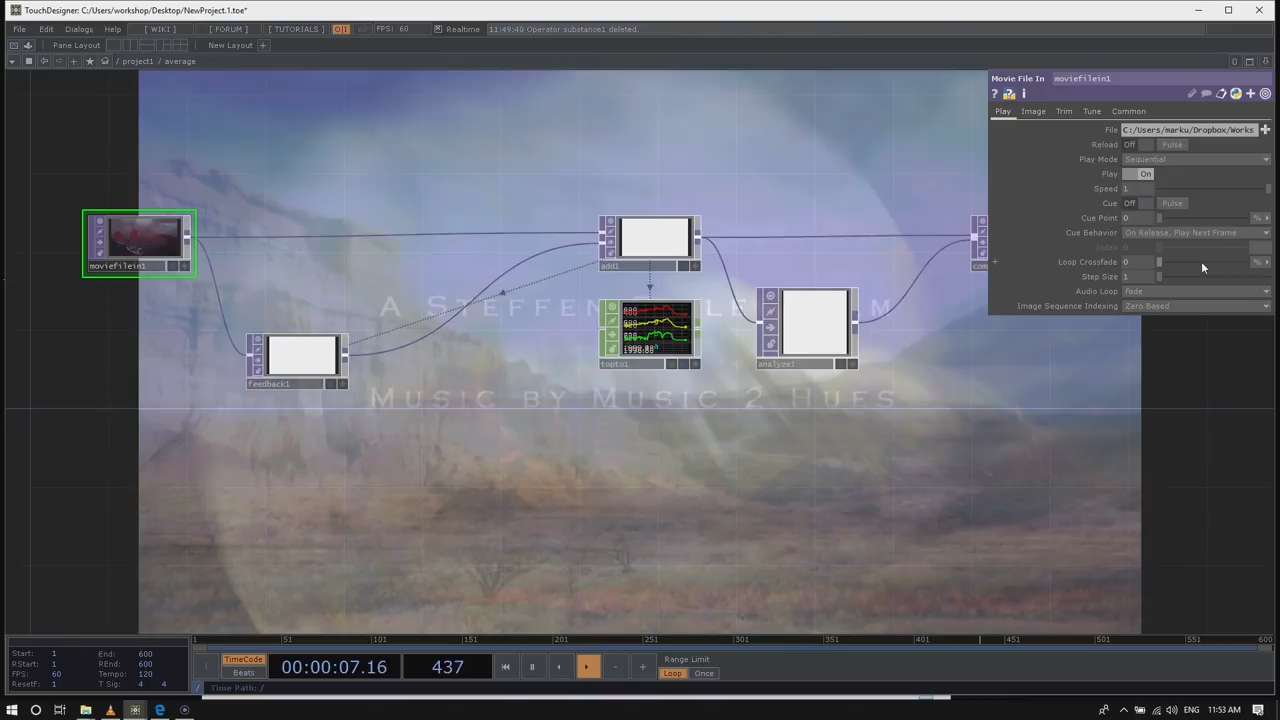 TouchDesigner: C:/Users/workshop/Desktop/NewProject.1.toe*
File Edit Dialogs Help [ WIKI ] [ FORUM ] [ TUTORIALS ] O|I FPS: 60 Realtime 11:49:40 Operator substance1 deleted.
Pane Layout New Layout +
/ project1 / average
Movie File In moviefilein1
Play Image Trim Tune Common
File C:/Users/marku/Dropbox/Works
Reload Off Pulse
Play Mode Sequential
Play On
Speed 1
Cue Off Pulse
Cue Point 0 %
Cue Behavior On Release, Play Next Frame
Index 0
Loop Crossfade 0 %
Step Size 1
Audio Loop Fade
Image Sequence Indexing Zero Based
moviefilein1
add1
com
feedback1
topto1
analyze1
Music by Music 2 Hues
1 51 101 151 201 251 301 351 401 451 501 551 600
Start: 1 End: 600
RStart: 1 REnd: 600
FPS: 60 Tempo: 120
ResetF: 1 T Sig: 4 4
TimeCode
Beats
00:00:07.16 437
Range Limit
Loop Once
/ Time Path: /
ENG 11:53 AM